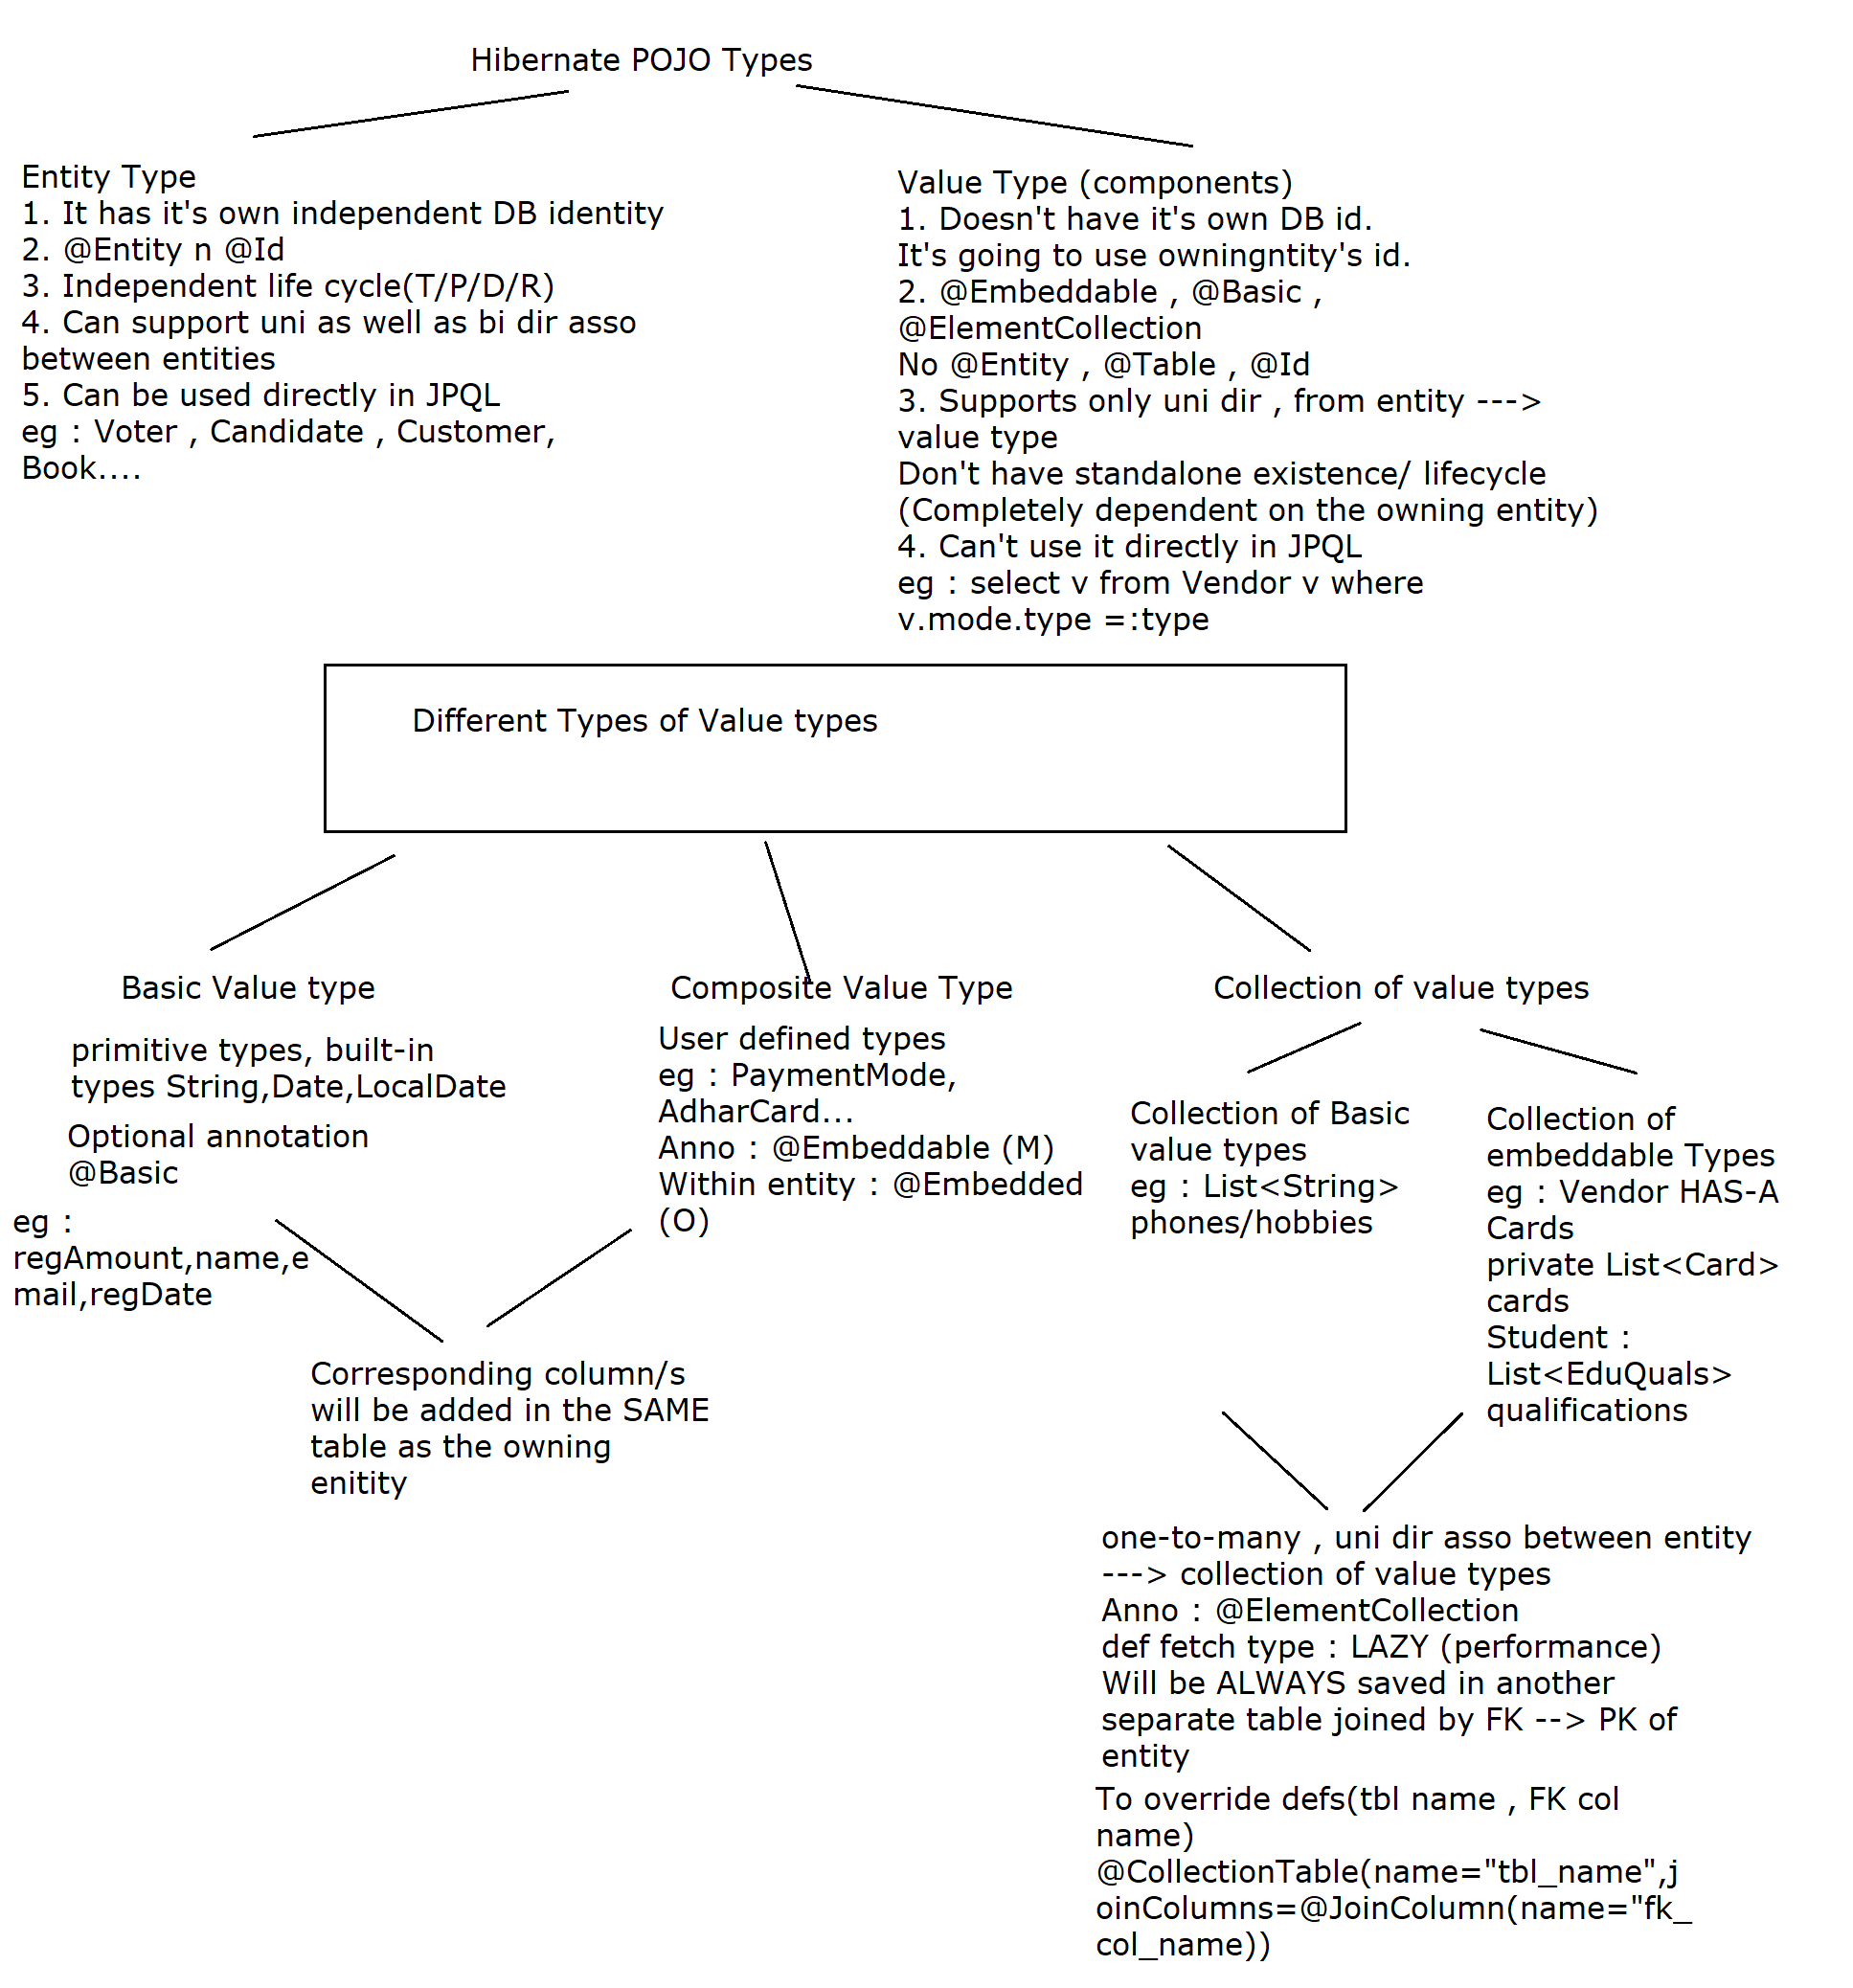 Hibernate POJO Types
Entity Type
1. It has it's own independent DB identity
2. @Entity n @Id
3. Independent life cycle(T/P/D/R)
4. Can support uni as well as bi dir asso
between entities
5. Can be used directly in JPQL
eg : Voter , Candidate , Customer,
Book....
Value Type (components)
1. Doesn't have it's own DB id.
It's going to use owningntity's id.
2. @Embeddable , @Basic ,
@ElementCollection
No @Entity , @Table , @Id
3. Supports only uni dir , from entity --->
value type
Don't have standalone existence/ lifecycle
(Completely dependent on the owning entity)
4. Can't use it directly in JPQL
eg : select v from Vendor v where
v.mode.type =:type
Different Types of Value types
Basic Value type
primitive types, built-in
types String,Date,LocalDate
Optional annotation
@Basic
eg :
regAmount,name,e
mail,regDate
Composite Value Type
User defined types
eg : PaymentMode,
AdharCard...
Anno : @Embeddable (M)
Within entity : @Embedded
(O)
Corresponding column/s
will be added in the SAME
table as the owning
enitity
Collection of value types
Collection of Basic
value types
eg : List<String>
phones/hobbies
Collection of
embeddable Types
eg : Vendor HAS-A
Cards
private List<Card>
cards
Student :
List<EduQuals>
qualifications
one-to-many , uni dir asso between entity
---> collection of value types
Anno : @ElementCollection
def fetch type : LAZY (performance)
Will be ALWAYS saved in another
separate table joined by FK --> PK of
entity
To override defs(tbl name , FK col
name)
@CollectionTable(name="tbl_name",j
oinColumns=@JoinColumn(name="fk_
col_name))